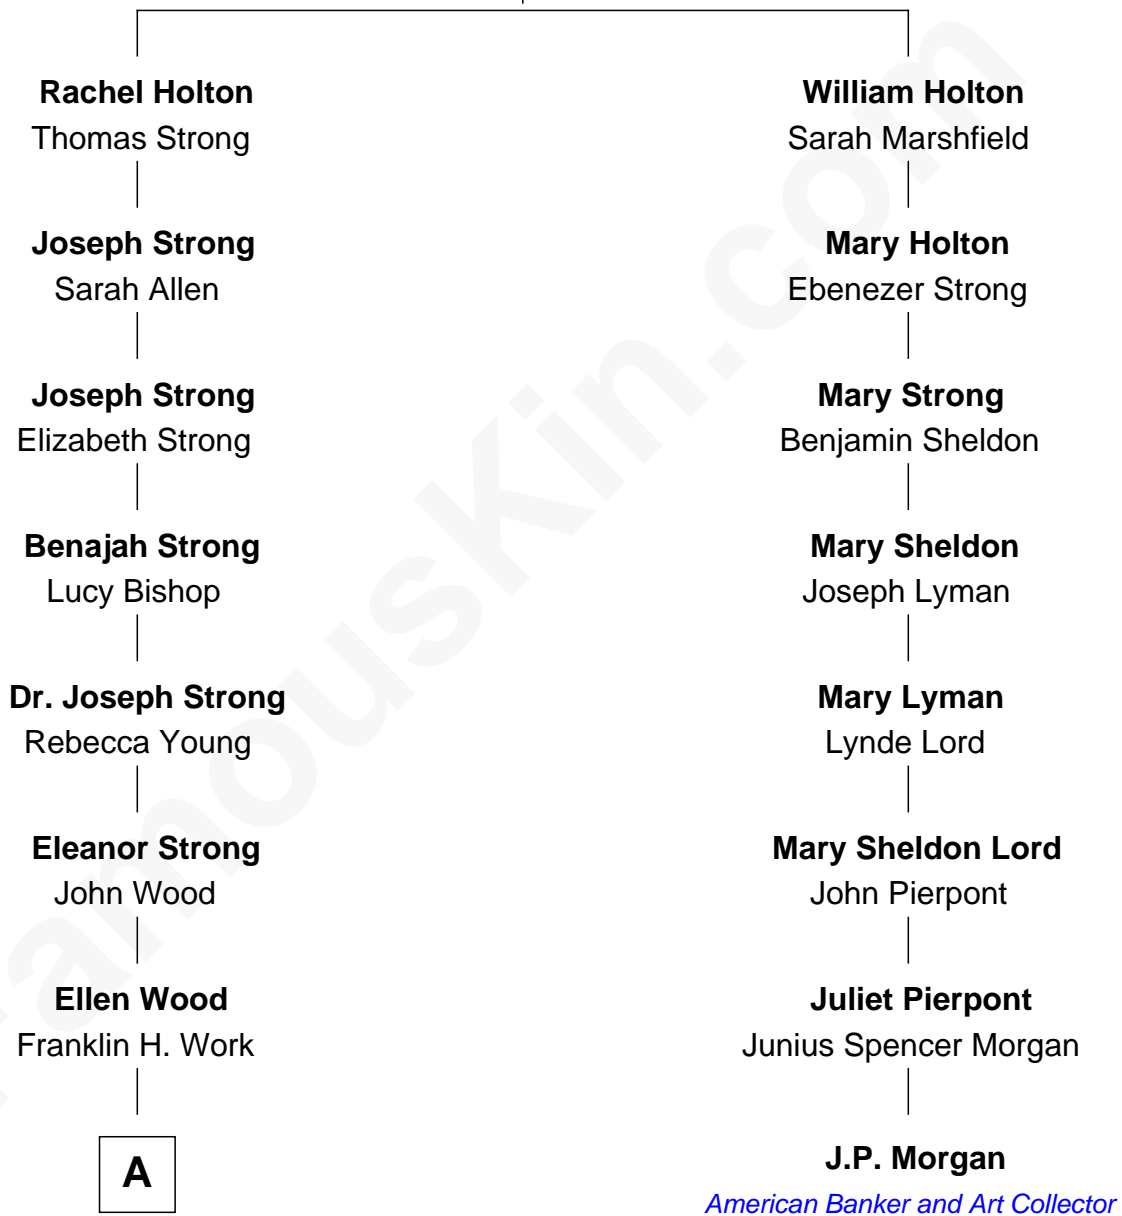 Rachel Holton
Thomas Strong
William Holton
Sarah Marshfield
Joseph Strong
Sarah Allen
Mary Holton
Ebenezer Strong
Joseph Strong
Elizabeth Strong
Mary Strong
Benjamin Sheldon
Benajah Strong
Lucy Bishop
Mary Sheldon
Joseph Lyman
Dr. Joseph Strong
Rebecca Young
Mary Lyman
Lynde Lord
Eleanor Strong
John Wood
Mary Sheldon Lord
John Pierpont
Ellen Wood
Franklin H. Work
Juliet Pierpont
Junius Spencer Morgan
A
J.P. Morgan
American Banker and Art Collector
FamousKin.com